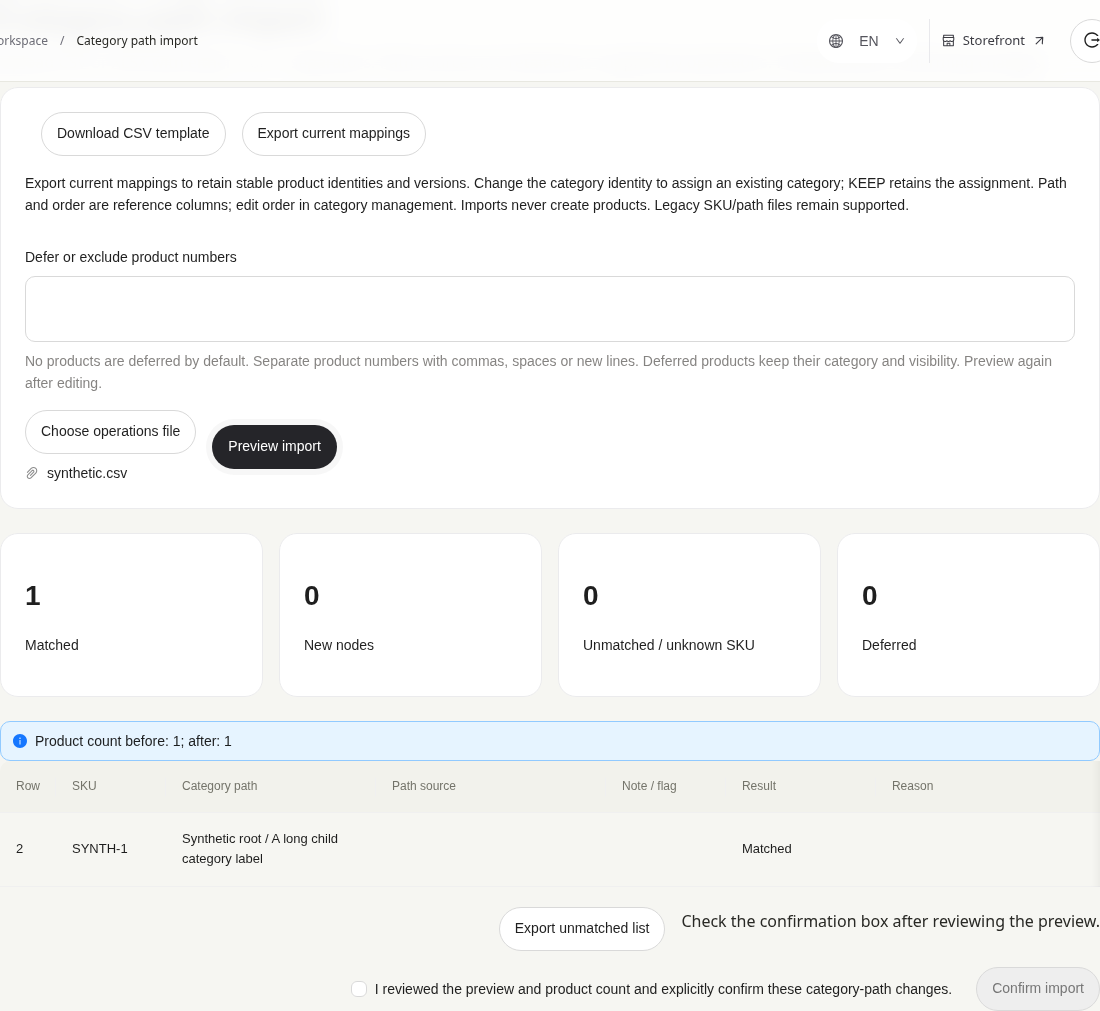 orkspace / Category path import
EN
Storefront
Download CSV template
Export current mappings
Export current mappings to retain stable product identities and versions. Change the category identity to assign an existing category; KEEP retains the assignment. Path
and order are reference columns; edit order in category management. Imports never create products. Legacy SKU/path files remain supported.
Defer or exclude product numbers
No products are deferred by default. Separate product numbers with commas, spaces or new lines. Deferred products keep their category and visibility. Preview again
after editing.
Choose operations file
Preview import
synthetic.csv
1
Matched
0
New nodes
0
Unmatched / unknown SKU
0
Deferred
Product count before: 1; after: 1
Row SKU Category path Path source Note / flag Result Reason
2 SYNTH-1 Synthetic root / A long child
category label
Matched
Export unmatched list
Check the confirmation box after reviewing the preview.
I reviewed the preview and product count and explicitly confirm these category-path changes.
Confirm import